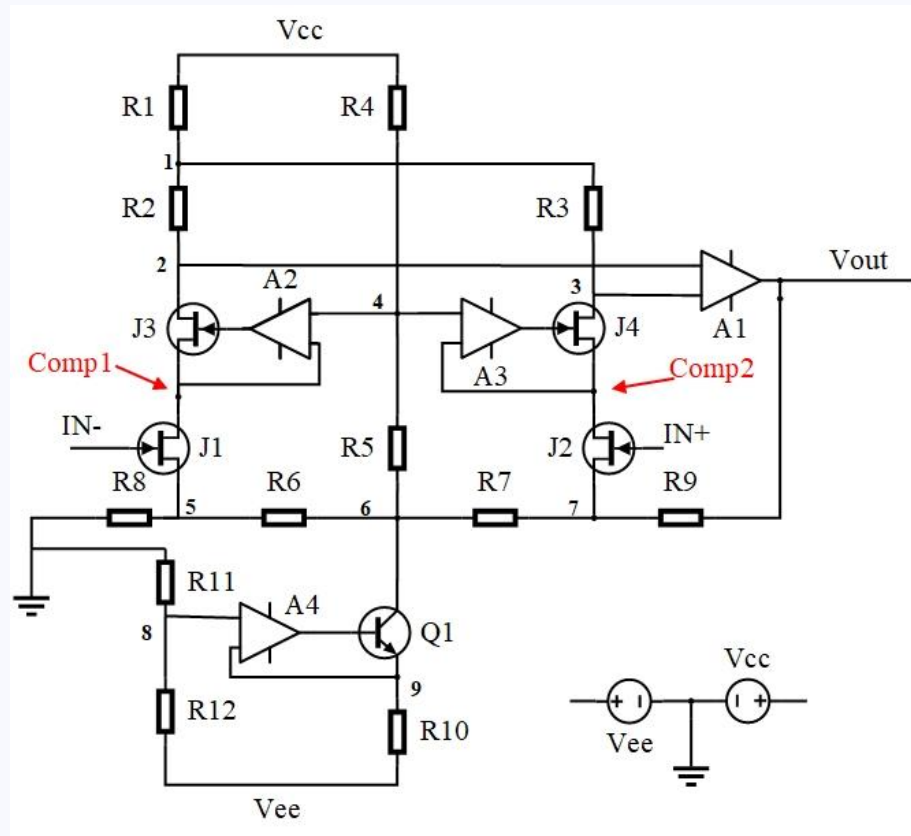 Vcc
R1
R4
1
R2
R3
2
A2
3
Vout
4
J3
J4
A1
Comp1
A3
Comp2
IN-
J1
R5
J2
IN+
R8
R6
R7
R9
5
6
7
R11
A4
8
Q1
Vcc
9
R12
R10
Vee
Vee